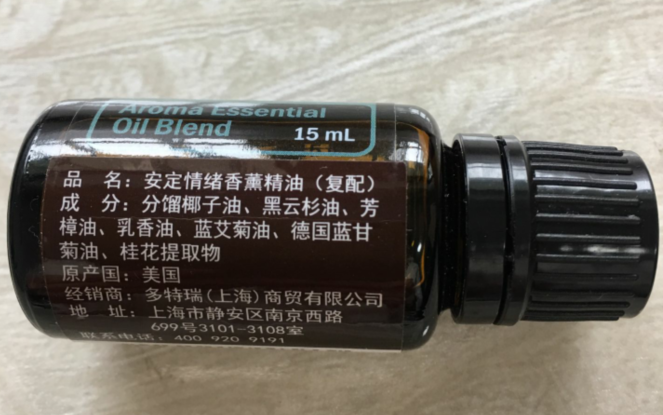 Aroma Essential
Oil Blend 15 mL
品 名：安定情绪香薰精油（复配）
成 分：分馏椰子油、黑云杉油、芳
樟油、乳香油、蓝艾菊油、德国蓝甘
菊油、桂花提取物
原产国：美国
经销商：多特瑞(上海)商贸有限公司
地 址：上海市静安区南京西路
699号3101-3108室
联系电话：400 920 9191